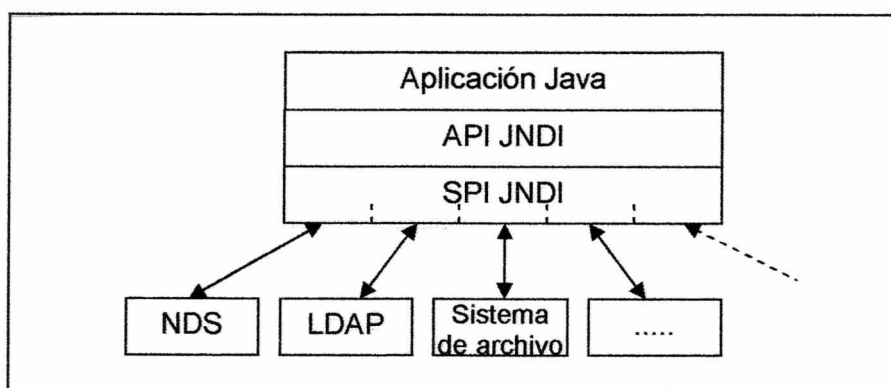 Aplicación Java
API JNDI
SPI JNDI
NDS
LDAP
Sistema
de archivo
.....